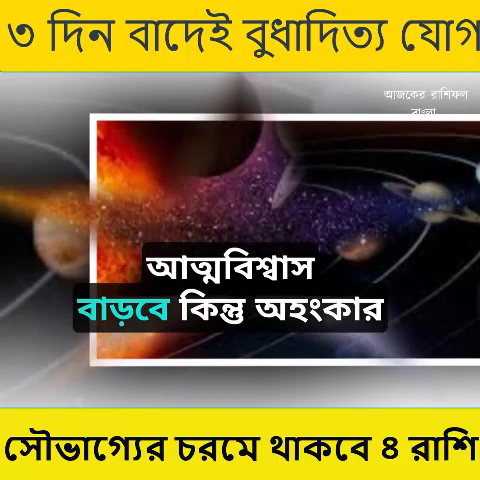 ৩ দিন বাদেই বুধাদিত্য যোগ
আজকের রাশিফল
বাংলা
আত্মবিশ্বাস
বাড়বে কিন্তু অহংকার
সৌভাগ্যের চরমে থাকবে ৪ রাশি